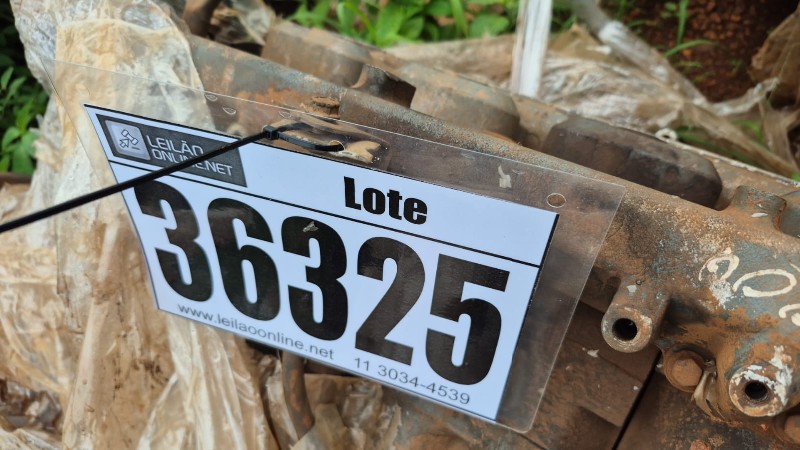 LEILÃO
ONLINE.NET
Lote
36325
www.leilaoonline.net 11 3034-4539